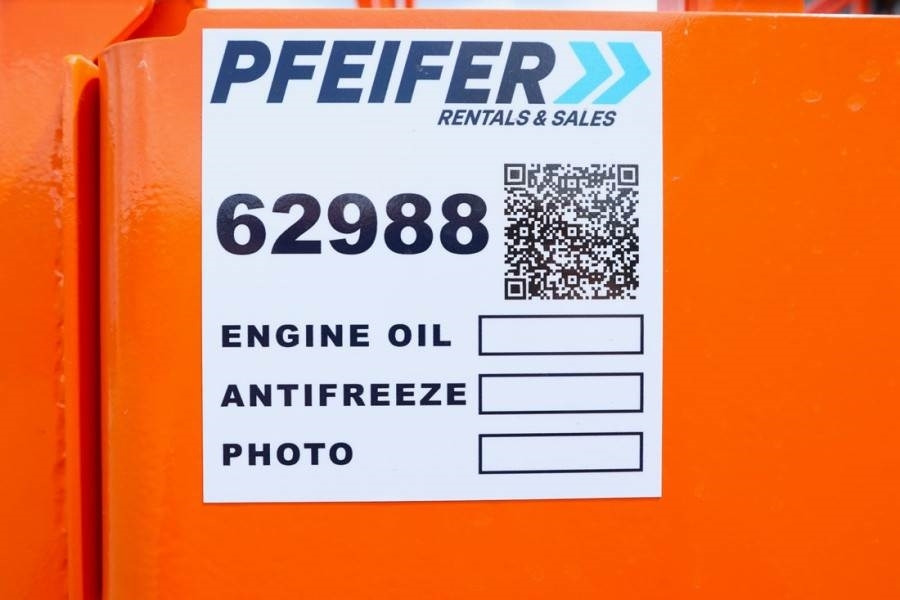 PFEIFER
RENTALS & SALES
62988
ENGINE OIL
ANTIFREEZE
PHOTO